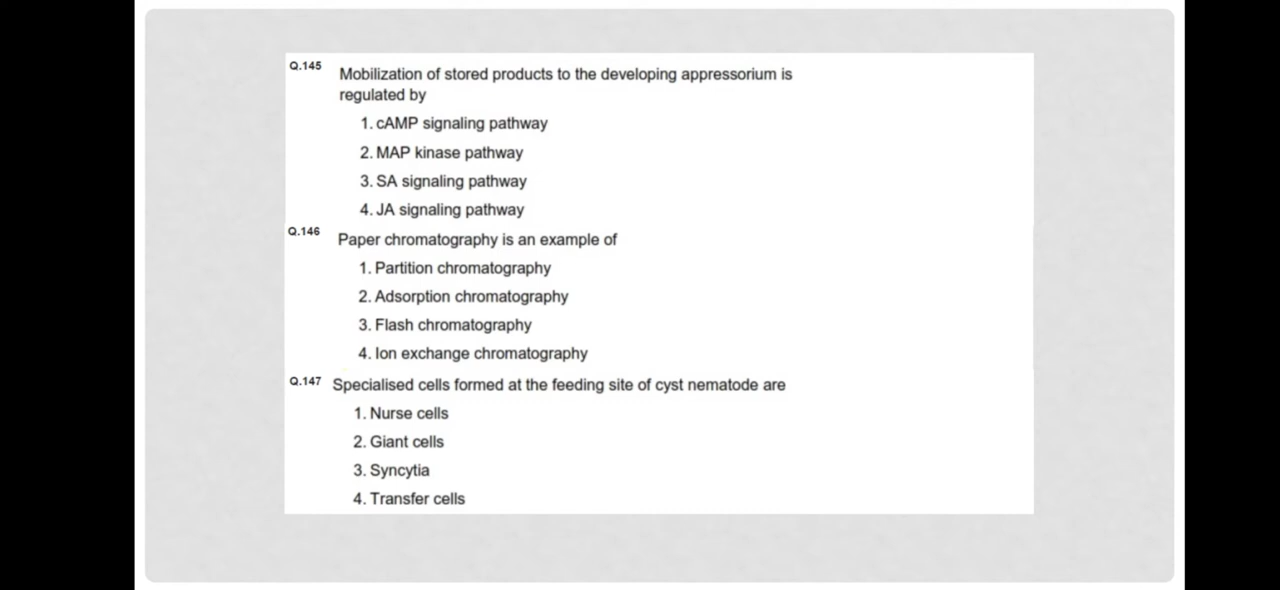 Q.145
Mobilization of stored products to the developing appressorium is
regulated by
1. cAMP signaling pathway
2. MAP kinase pathway
3. SA signaling pathway
4. JA signaling pathway
Q.146
Paper chromatography is an example of
1. Partition chromatography
2. Adsorption chromatography
3. Flash chromatography
4. Ion exchange chromatography
Q.147 Specialised cells formed at the feeding site of cyst nematode are
1. Nurse cells
2. Giant cells
3. Syncytia
4. Transfer cells